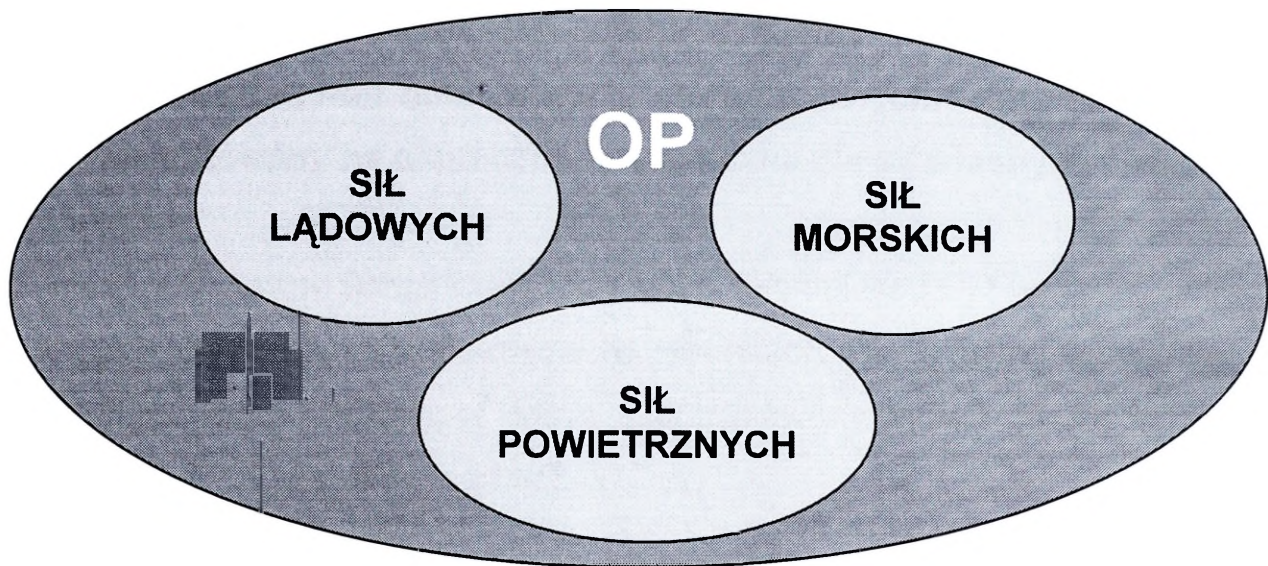 OP
SIŁ
LĄDOWYCH
SIŁ
MORSKICH
SIŁ
POWIETRZNYCH